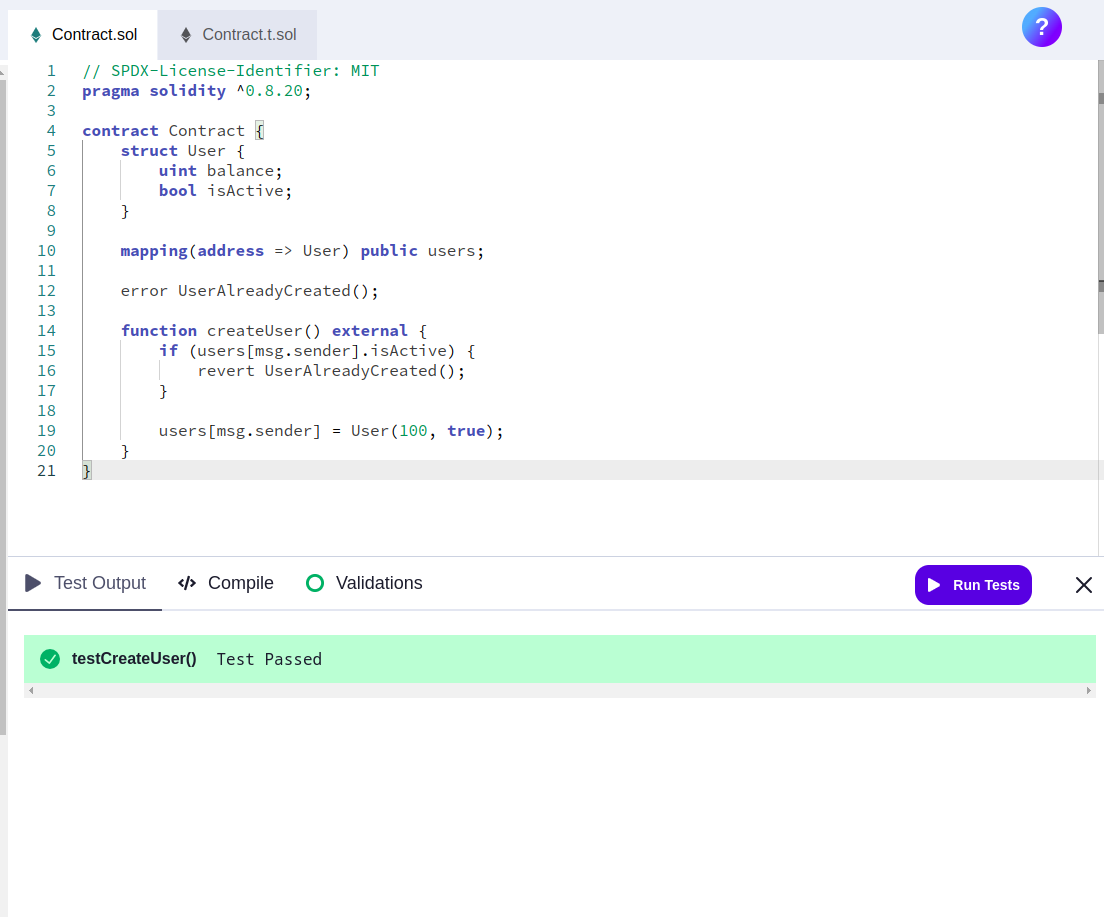 Contract.sol Contract.t.sol ?
1 // SPDX-License-Identifier: MIT
2 pragma solidity ^0.8.20;
3
4 contract Contract {
5     struct User {
6         uint balance;
7         bool isActive;
8     }
9
10     mapping(address => User) public users;
11
12     error UserAlreadyCreated();
13
14     function createUser() external {
15         if (users[msg.sender].isActive) {
16             revert UserAlreadyCreated();
17         }
18
19         users[msg.sender] = User(100, true);
20     }
21 }
Test Output </> Compile Validations Run Tests
testCreateUser() Test Passed